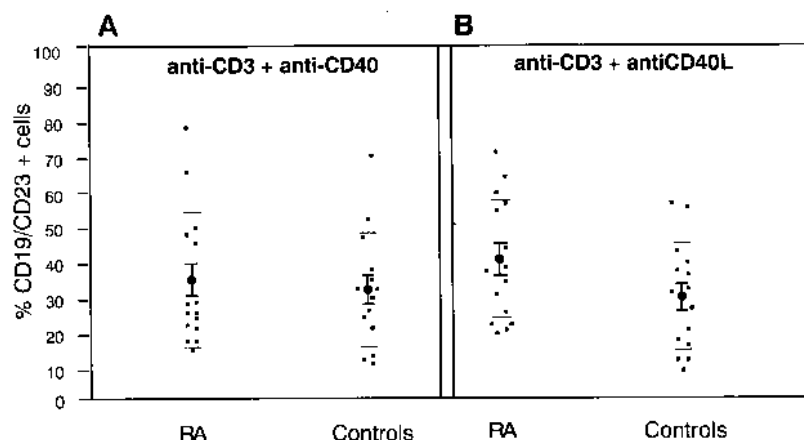 A
B
anti-CD3 + anti-CD40
anti-CD3 + antiCD40L
% CD19/CD23 + cells
100
90
80
70
60
50
40
30
20
10
0
RA
Controls
RA
Controls